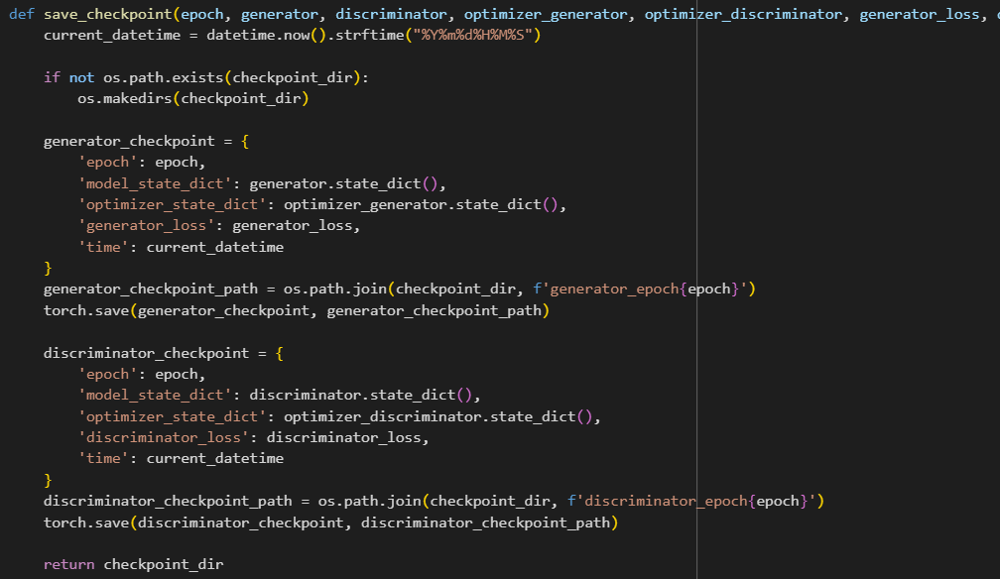 def save_checkpoint(epoch, generator, discriminator, optimizer_generator, optimizer_discriminator, generator_loss,
    current_datetime = datetime.now().strftime("%Y%m%d%H%M%S")
    if not os.path.exists(checkpoint_dir):
        os.makedirs(checkpoint_dir)
    generator_checkpoint = {
        'epoch': epoch,
        'model_state_dict': generator.state_dict(),
        'optimizer_state_dict': optimizer_generator.state_dict(),
        'generator_loss': generator_loss,
        'time': current_datetime
    }
    generator_checkpoint_path = os.path.join(checkpoint_dir, f'generator_epoch{epoch}')
    torch.save(generator_checkpoint, generator_checkpoint_path)
    discriminator_checkpoint = {
        'epoch': epoch,
        'model_state_dict': discriminator.state_dict(),
        'optimizer_state_dict': optimizer_discriminator.state_dict(),
        'discriminator_loss': discriminator_loss,
        'time': current_datetime
    }
    discriminator_checkpoint_path = os.path.join(checkpoint_dir, f'discriminator_epoch{epoch}')
    torch.save(discriminator_checkpoint, discriminator_checkpoint_path)
    return checkpoint_dir